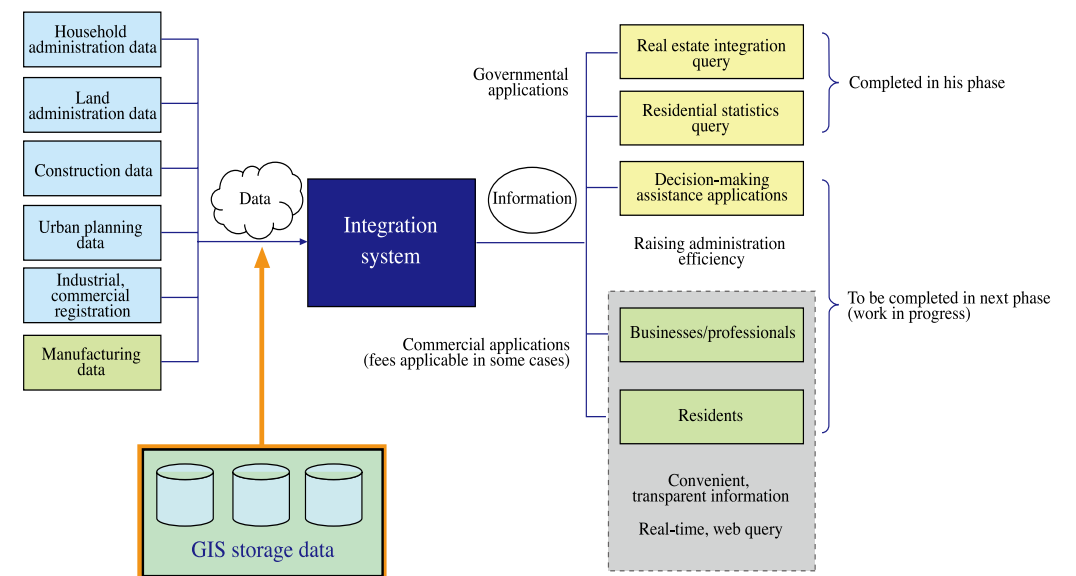 Household
administration data
Land
administration data
Construction data
Urban planning
data
Industrial,
commercial
registration
Manufacturing
data
Data
GIS storage data
Integration
system
Information
Governmental
applications
Commercial applications
(fees applicable in some cases)
Real estate integration
query
Residential statistics
query
Decision-making
assistance applications
Raising administration
efficiency
Businesses/professionals
Residents
Convenient,
transparent information
Real-time, web query
Completed in his phase
To be completed in next phase
(work in progress)